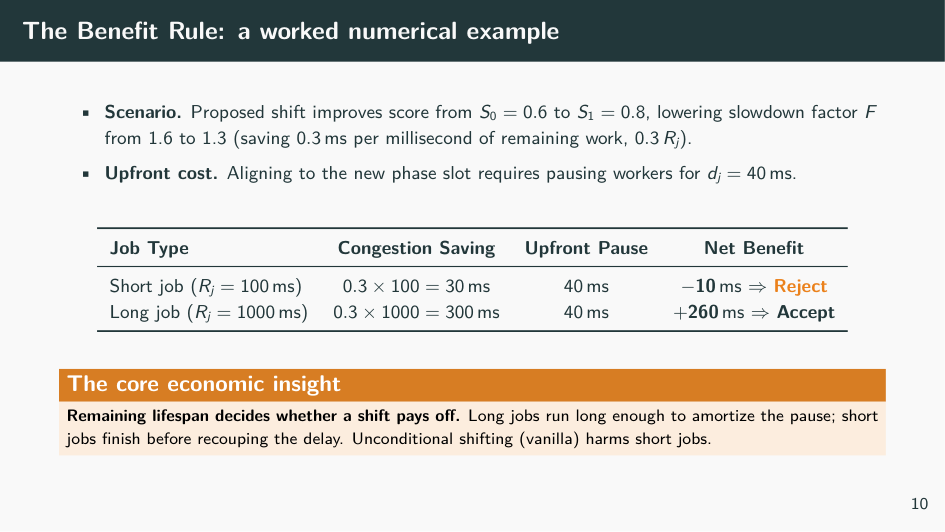 The Benefit Rule: a worked numerical example
▪ Scenario. Proposed shift improves score from S₀ = 0.6 to S₁ = 0.8, lowering slowdown factor F
from 1.6 to 1.3 (saving 0.3 ms per millisecond of remaining work, 0.3 Rⱼ).
▪ Upfront cost. Aligning to the new phase slot requires pausing workers for dⱼ = 40 ms.
Job Type Congestion Saving Upfront Pause Net Benefit
Short job (Rⱼ = 100 ms) 0.3 × 100 = 30 ms 40 ms −10 ms ⇒ Reject
Long job (Rⱼ = 1000 ms) 0.3 × 1000 = 300 ms 40 ms +260 ms ⇒ Accept
The core economic insight
Remaining lifespan decides whether a shift pays off. Long jobs run long enough to amortize the pause; short
jobs finish before recouping the delay. Unconditional shifting (vanilla) harms short jobs.
10